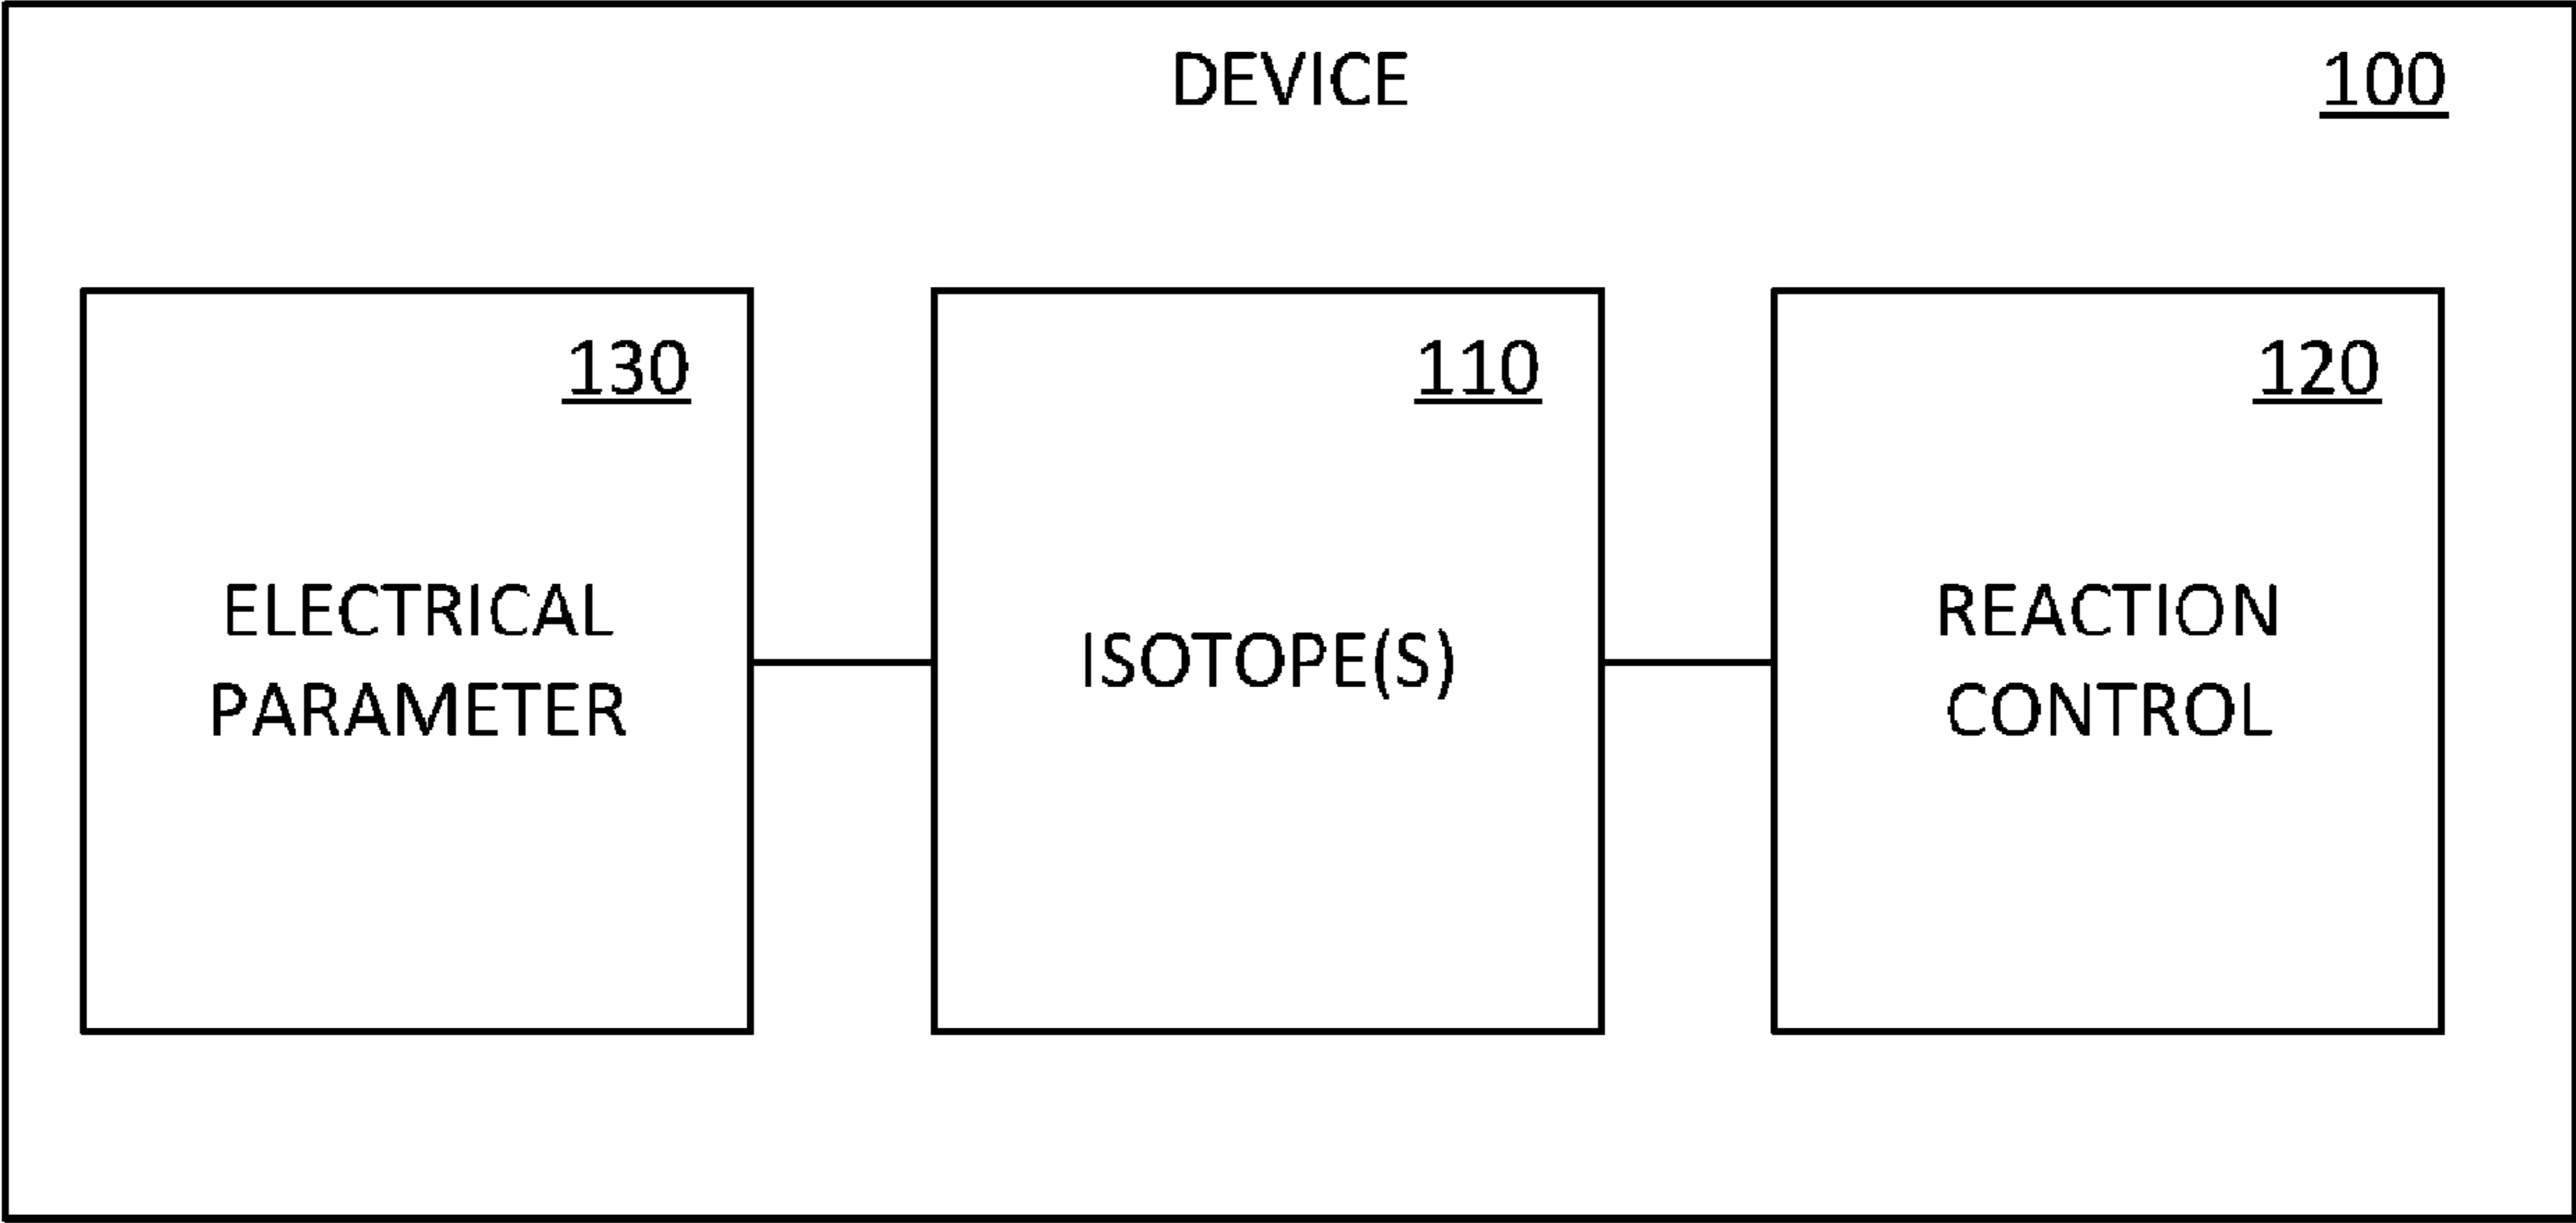 DEVICE
100
130
ELECTRICAL
PARAMETER
110
ISOTOPE(S)
120
REACTION
CONTROL